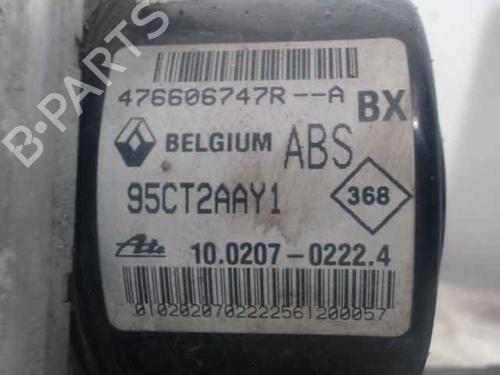 476606747R--A
BX
BELGIUM ABS
95CT2AAY1
368
Ate 10.0207-0222.4
0102020702222561200057
B-PARTS